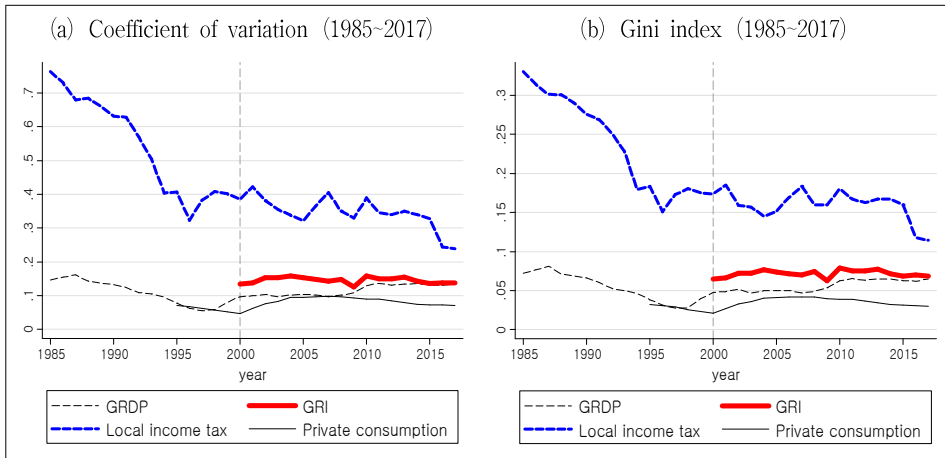 (a) Coefficient of variation (1985~2017)
.7
.6
.5
.4
.3
.2
.1
0
1985 1990 1995 2000 2005 2010 2015
year
GRDP GRI
Local income tax Private consumption
(b) Gini index (1985~2017)
.3
.25
.2
.15
.1
.05
0
1985 1990 1995 2000 2005 2010 2015
year
GRDP GRI
Local income tax Private consumption